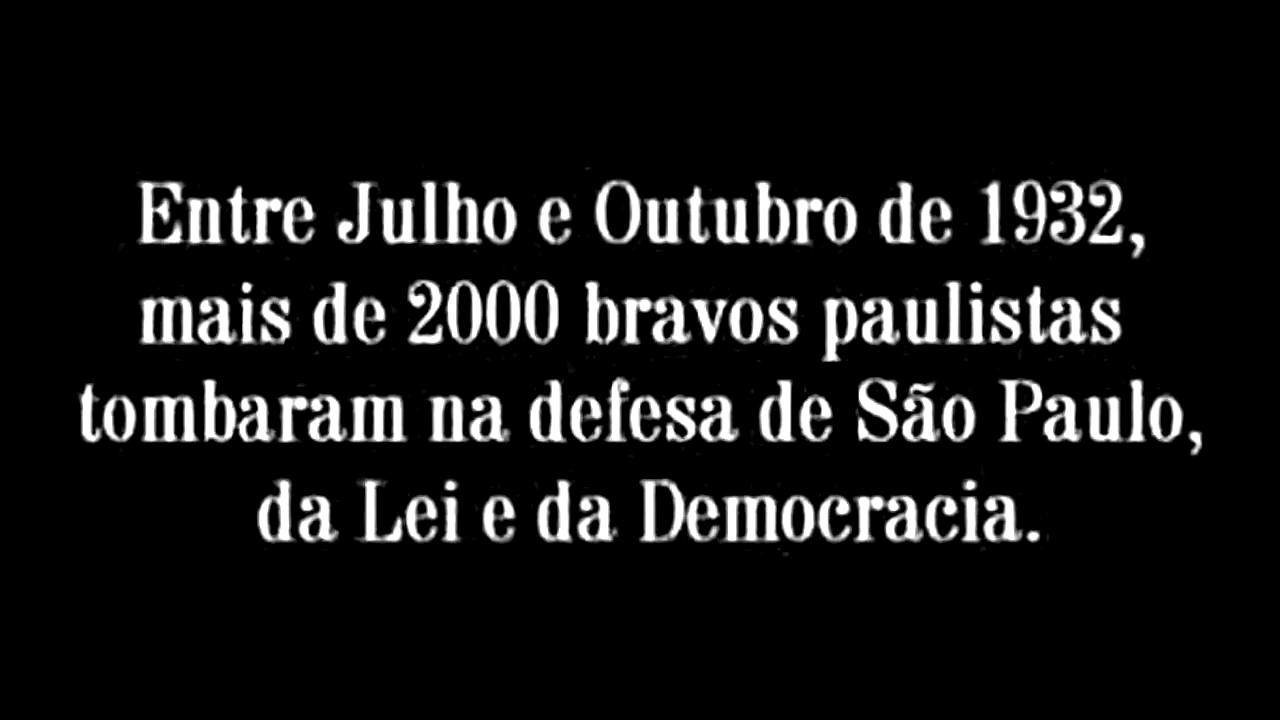 Entre Julho e Outubro de 1932,
mais de 2000 bravos paulistas
tombaram na defesa de São Paulo,
da Lei e da Democracia.